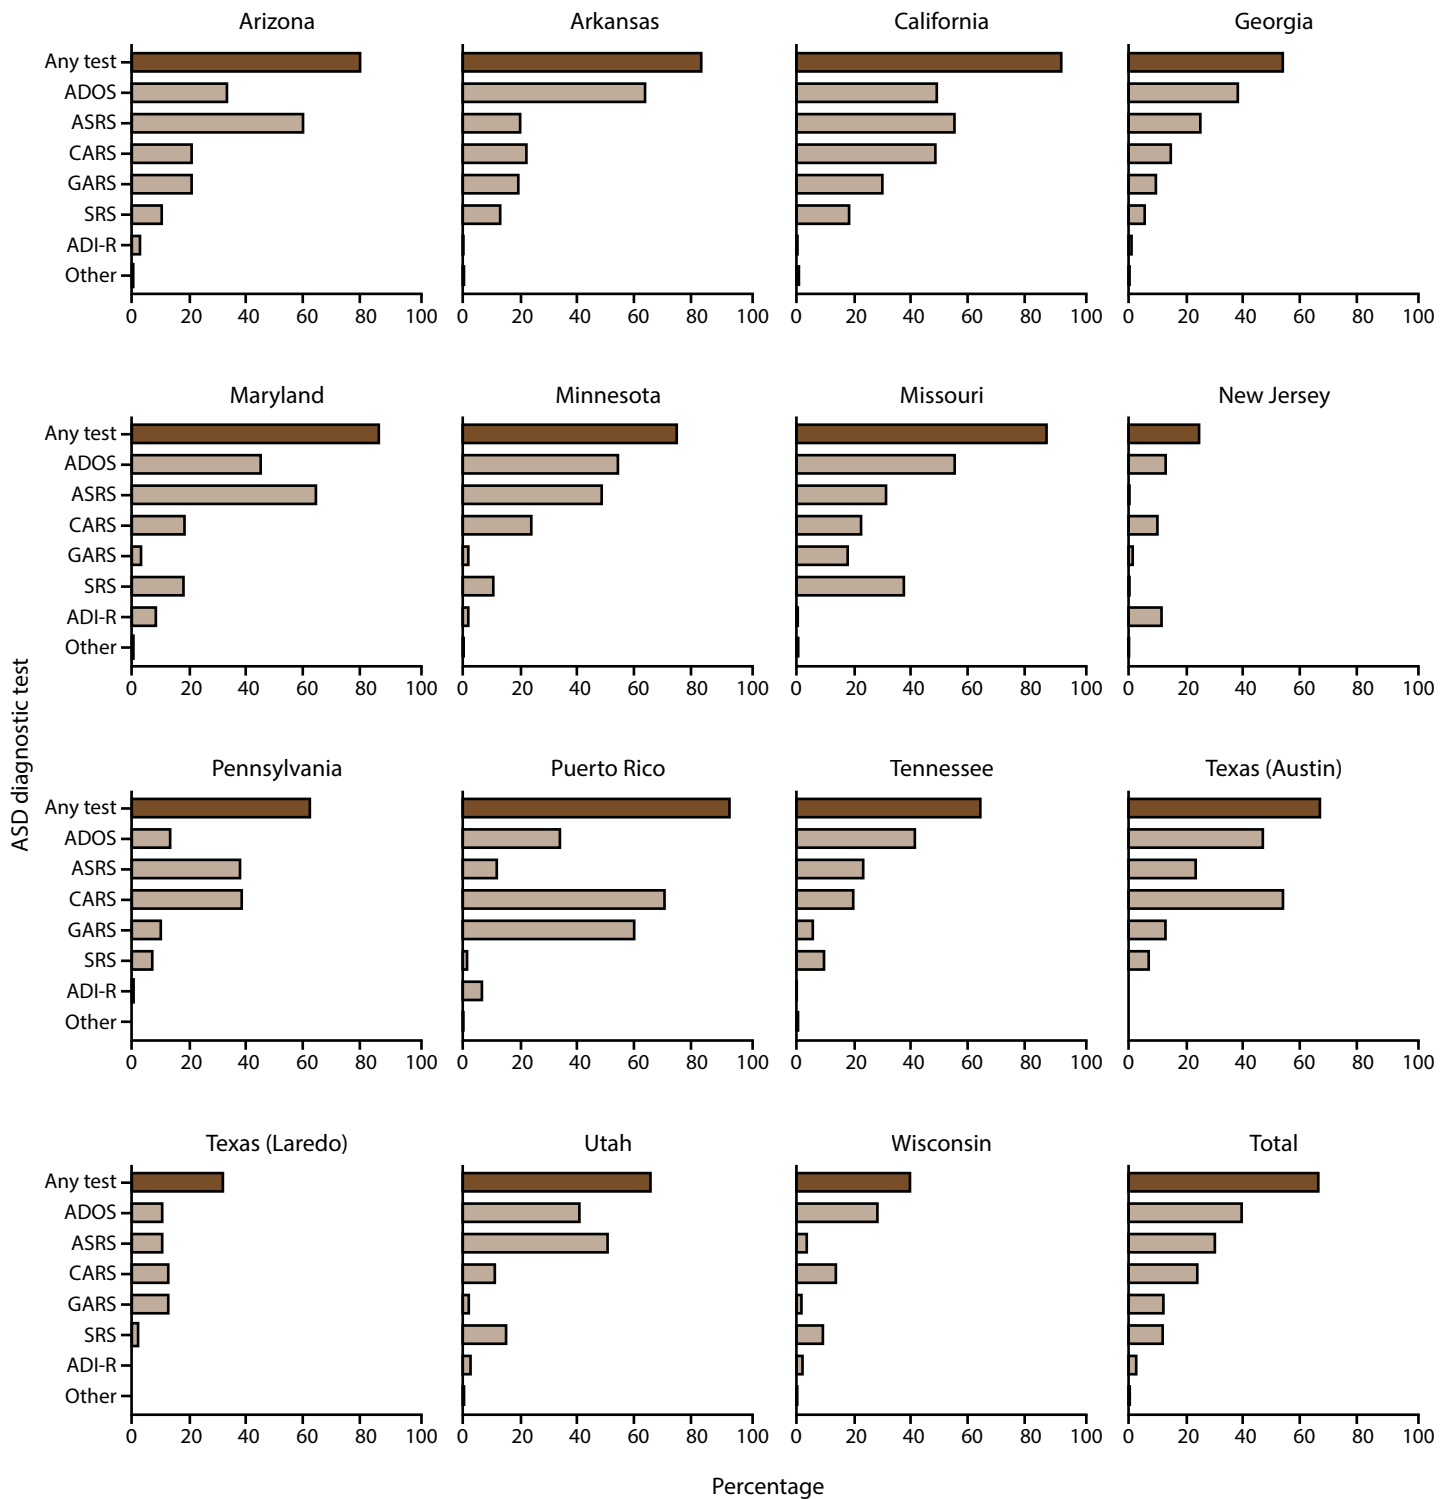 Arizona
Arkansas
California
Georgia
Any test
ADOS
ASRS
CARS
GARS
SRS
ADI-R
Other
0 20 40 60 80 100
0 20 40 60 80 100
0 20 40 60 80 100
0 20 40 60 80 100
Maryland
Minnesota
Missouri
New Jersey
Any test
ADOS
ASRS
CARS
GARS
SRS
ADI-R
Other
0 20 40 60 80 100
0 20 40 60 80 100
0 20 40 60 80 100
0 20 40 60 80 100
ASD diagnostic test
Pennsylvania
Puerto Rico
Tennessee
Texas (Austin)
Any test
ADOS
ASRS
CARS
GARS
SRS
ADI-R
Other
0 20 40 60 80 100
0 20 40 60 80 100
0 20 40 60 80 100
0 20 40 60 80 100
Texas (Laredo)
Utah
Wisconsin
Total
Any test
ADOS
ASRS
CARS
GARS
SRS
ADI-R
Other
0 20 40 60 80 100
0 20 40 60 80 100
0 20 40 60 80 100
0 20 40 60 80 100
Percentage